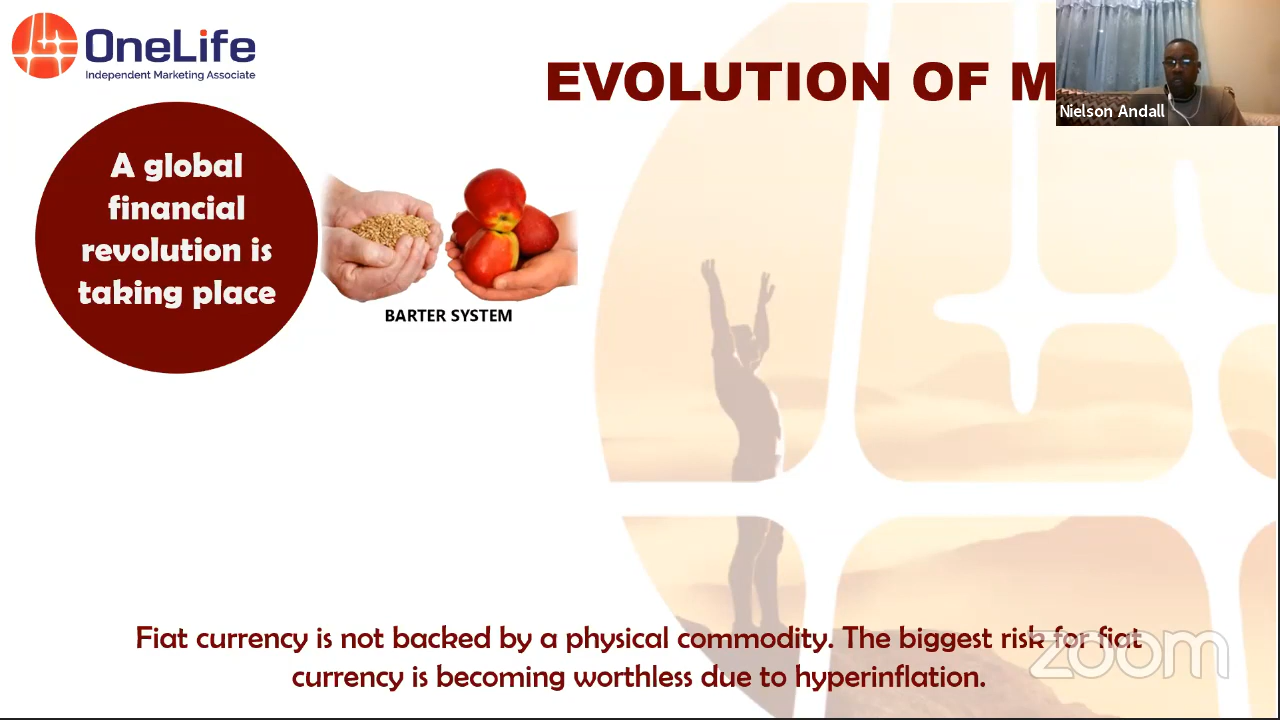 OneLife
Independent Marketing Associate
EVOLUTION OF M
Nielson Andall
A global
financial
revolution is
taking place
BARTER SYSTEM
Fiat currency is not backed by a physical commodity. The biggest risk for fiat
currency is becoming worthless due to hyperinflation.
zoom